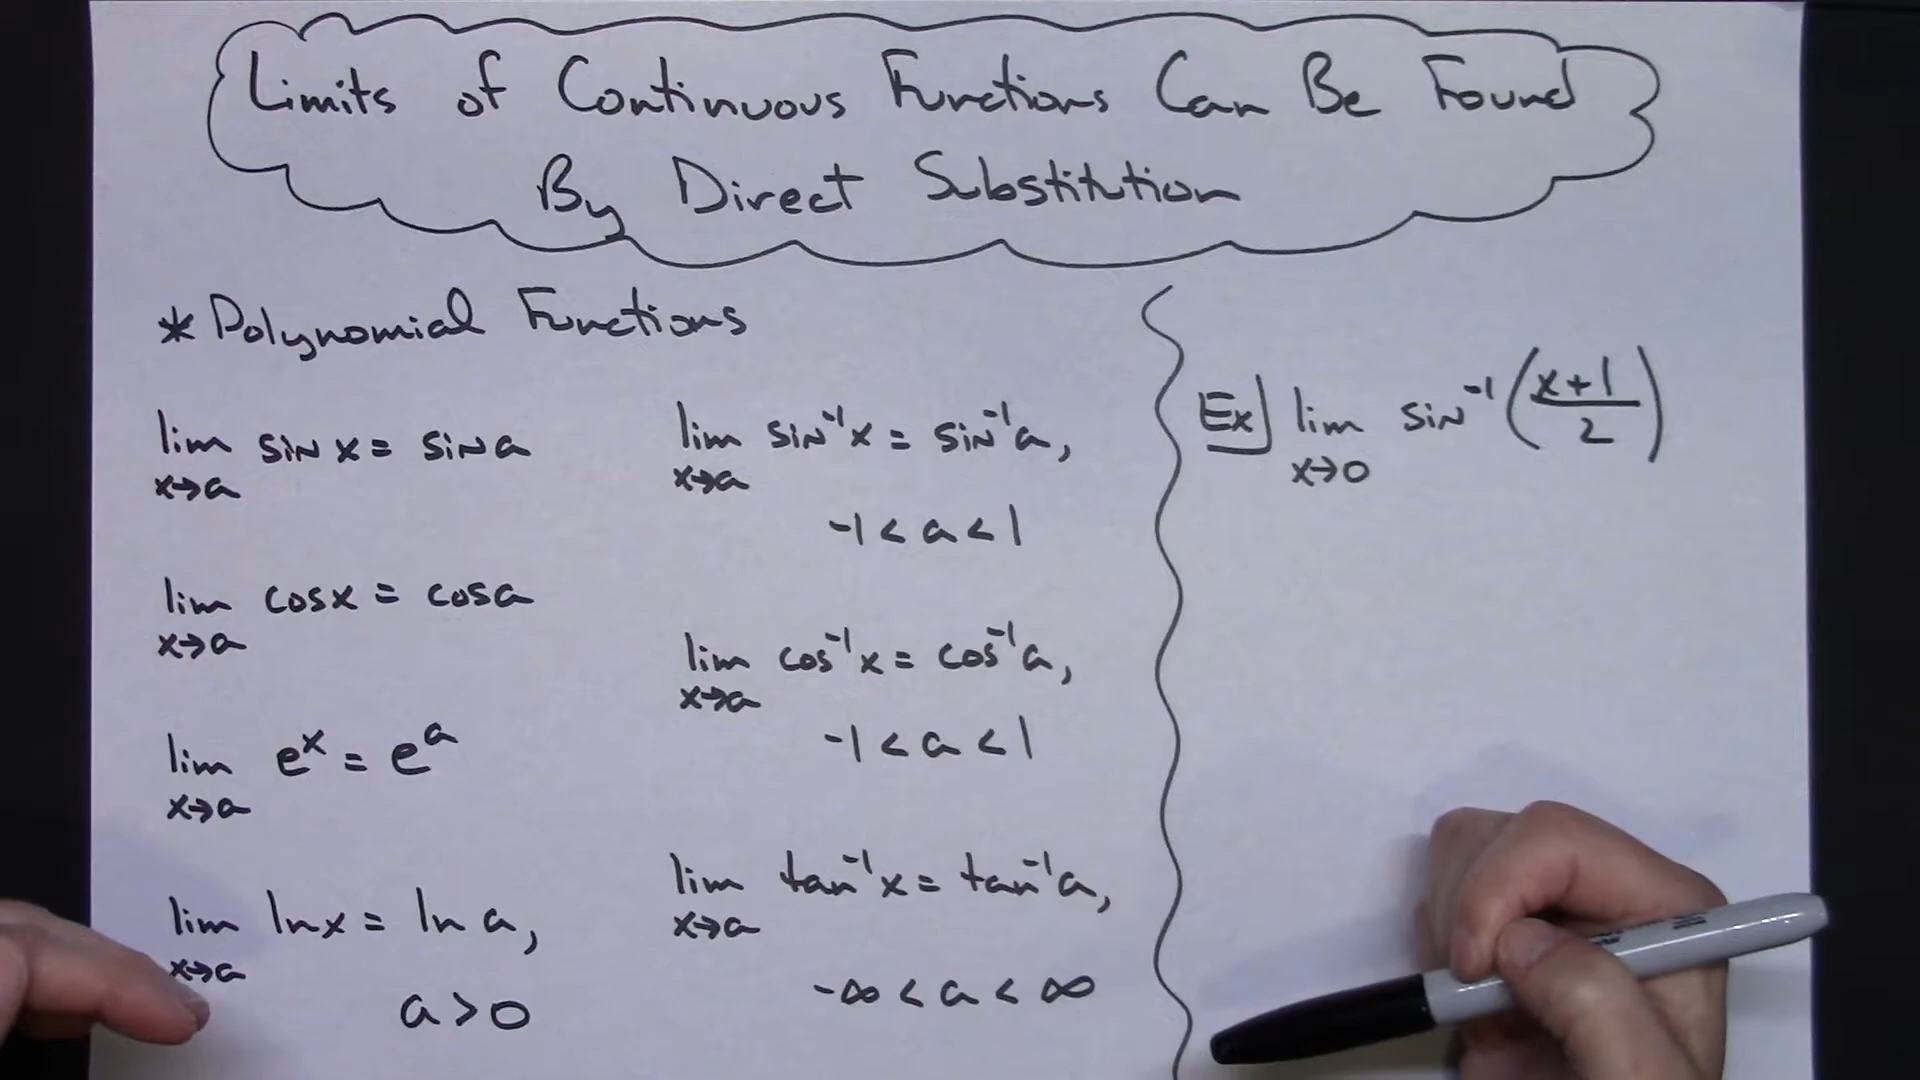 Limits of Continuous Functions Can Be Found
By Direct Substitution
* Polynomial Functions
lim sin x = sin a
x→a
lim cos x = cos a
x→a
lim e^x = e^a
x→a
lim ln x = ln a,
x→a
a > 0
lim sin⁻¹x = sin⁻¹a,
x→a
-1 < a < 1
lim cos⁻¹x = cos⁻¹a,
x→a
-1 < a < 1
lim tan⁻¹x = tan⁻¹a,
x→a
-∞ < a < ∞
Ex] lim sin⁻¹((x+1)/2)
x→0